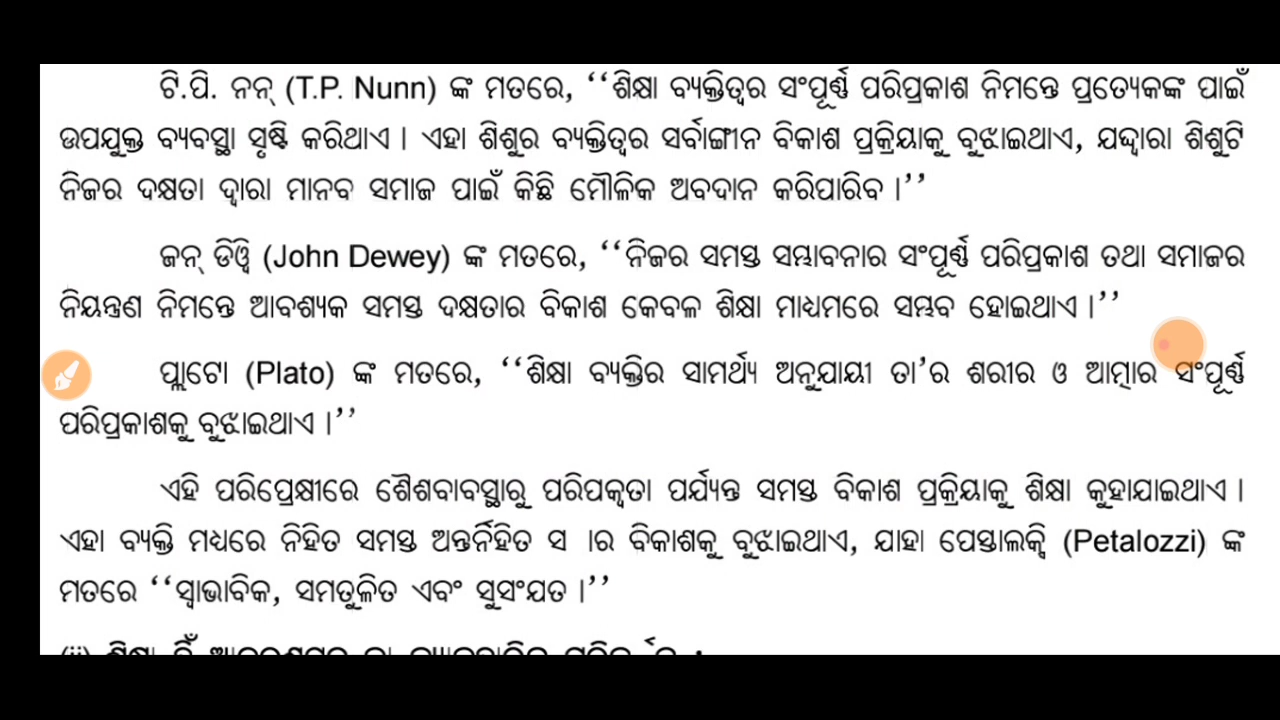 ଟି.ପି. ନନ୍ (T.P. Nunn) ଙ୍କ ମତରେ, ‘‘ଶିକ୍ଷା ବ୍ୟକ୍ତିତ୍ୱର ସଂପୂର୍ଣ୍ଣ ପରିପ୍ରକାଶ ନିମନ୍ତେ ପ୍ରତ୍ୟେକଙ୍କ ପାଇଁ
ଉପଯୁକ୍ତ ବ୍ୟବସ୍ଥା ସୃଷ୍ଟି କରିଥାଏ । ଏହା ଶିଶୁର ବ୍ୟକ୍ତିତ୍ୱର ସର୍ବାଙ୍ଗୀନ ବିକାଶ ପ୍ରକ୍ରିୟାକୁ ବୁଝାଇଥାଏ, ଯଦ୍ଦ୍ୱାରା ଶିଶୁଟି
ନିଜର ଦକ୍ଷତା ଦ୍ୱାରା ମାନବ ସମାଜ ପାଇଁ କିଛି ମୌଳିକ ଅବଦାନ କରିପାରିବ ।’’
ଜନ୍ ଡିୱି (John Dewey) ଙ୍କ ମତରେ, ‘‘ନିଜର ସମସ୍ତ ସମ୍ଭାବନାର ସଂପୂର୍ଣ୍ଣ ପରିପ୍ରକାଶ ତଥା ସମାଜର
ନିୟନ୍ତ୍ରଣ ନିମନ୍ତେ ଆବଶ୍ୟକ ସମସ୍ତ ଦକ୍ଷତାର ବିକାଶ କେବଳ ଶିକ୍ଷା ମାଧ୍ୟମରେ ସମ୍ଭବ ହୋଇଥାଏ ।’’
ପ୍ଲାଟୋ (Plato) ଙ୍କ ମତରେ, ‘‘ଶିକ୍ଷା ବ୍ୟକ୍ତିର ସାମର୍ଥ୍ୟ ଅନୁଯାୟୀ ତା’ର ଶରୀର ଓ ଆତ୍ମାର ସଂପୂର୍ଣ୍ଣ
ପରିପ୍ରକାଶକୁ ବୁଝାଇଥାଏ ।’’
ଏହି ପରିପ୍ରେକ୍ଷୀରେ ଶୈଶବାବସ୍ଥାରୁ ପରିପକ୍ୱତା ପର୍ଯ୍ୟନ୍ତ ସମସ୍ତ ବିକାଶ ପ୍ରକ୍ରିୟାକୁ ଶିକ୍ଷା କୁହାଯାଇଥାଏ ।
ଏହା ବ୍ୟକ୍ତି ମଧ୍ୟରେ ନିହିତ ସମସ୍ତ ଅନ୍ତର୍ନିହିତ ବିକାଶକୁ ବୁଝାଇଥାଏ, ଯାହା ପେସ୍ତାଲକ୍ଟି (Petalozzi) ଙ୍କ
ମତରେ ‘‘ସ୍ୱାଭାବିକ, ସମତୁଳିତ ଏବଂ ସୁସଂଯତ ।’’